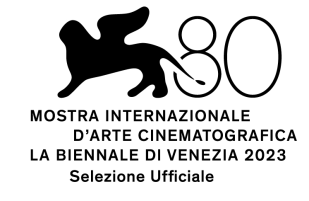 80
MOSTRA INTERNAZIONALE
D'ARTE CINEMATOGRAFICA
LA BIENNALE DI VENEZIA 2023
Selezione Ufficiale